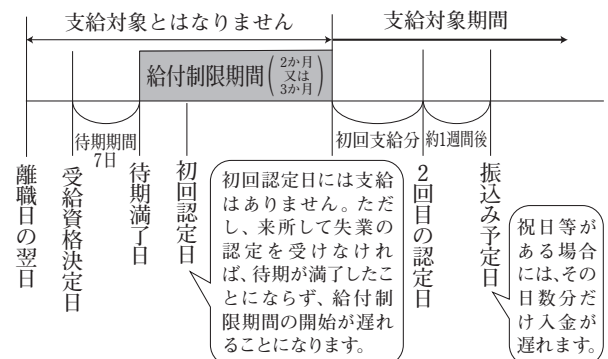 支給対象とはなりません
支給対象期間
給付制限期間(2か月又は3か月)
待期期間
7日
初回支給分
約1週間後
離職日の翌日
受給資格決定日
待期満了日
初回認定日
初回認定日には支給
はありません。ただ
し、来所して失業の
認定を受けなけれ
ば、待期が満了したこ
とにならず、給付制
限期間の開始が遅れ
ることになります。
2回目の認定日
振込み予定日
祝日等が
ある場合
には、その
日数分だ
け入金が
遅れます。